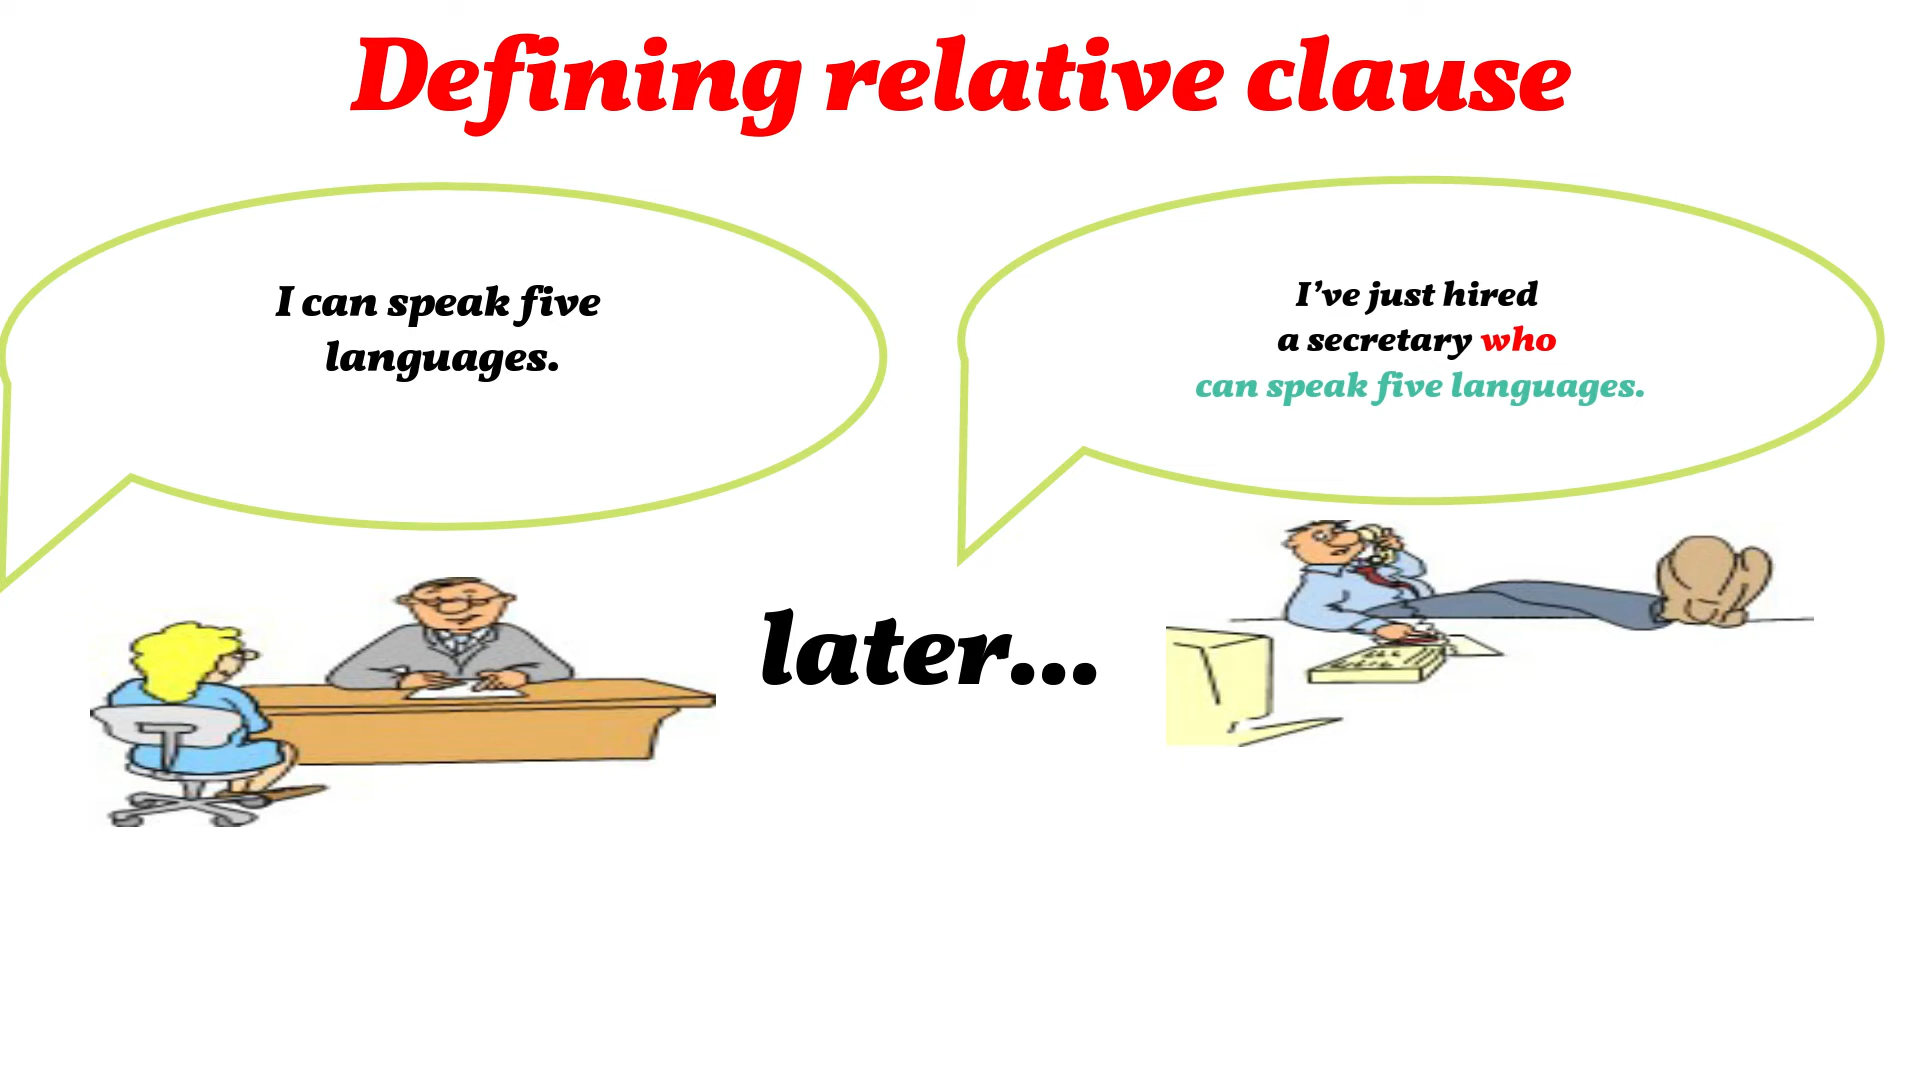 Defining relative clause
I can speak five
languages.
I’ve just hired
a secretary who
can speak five languages.
later...